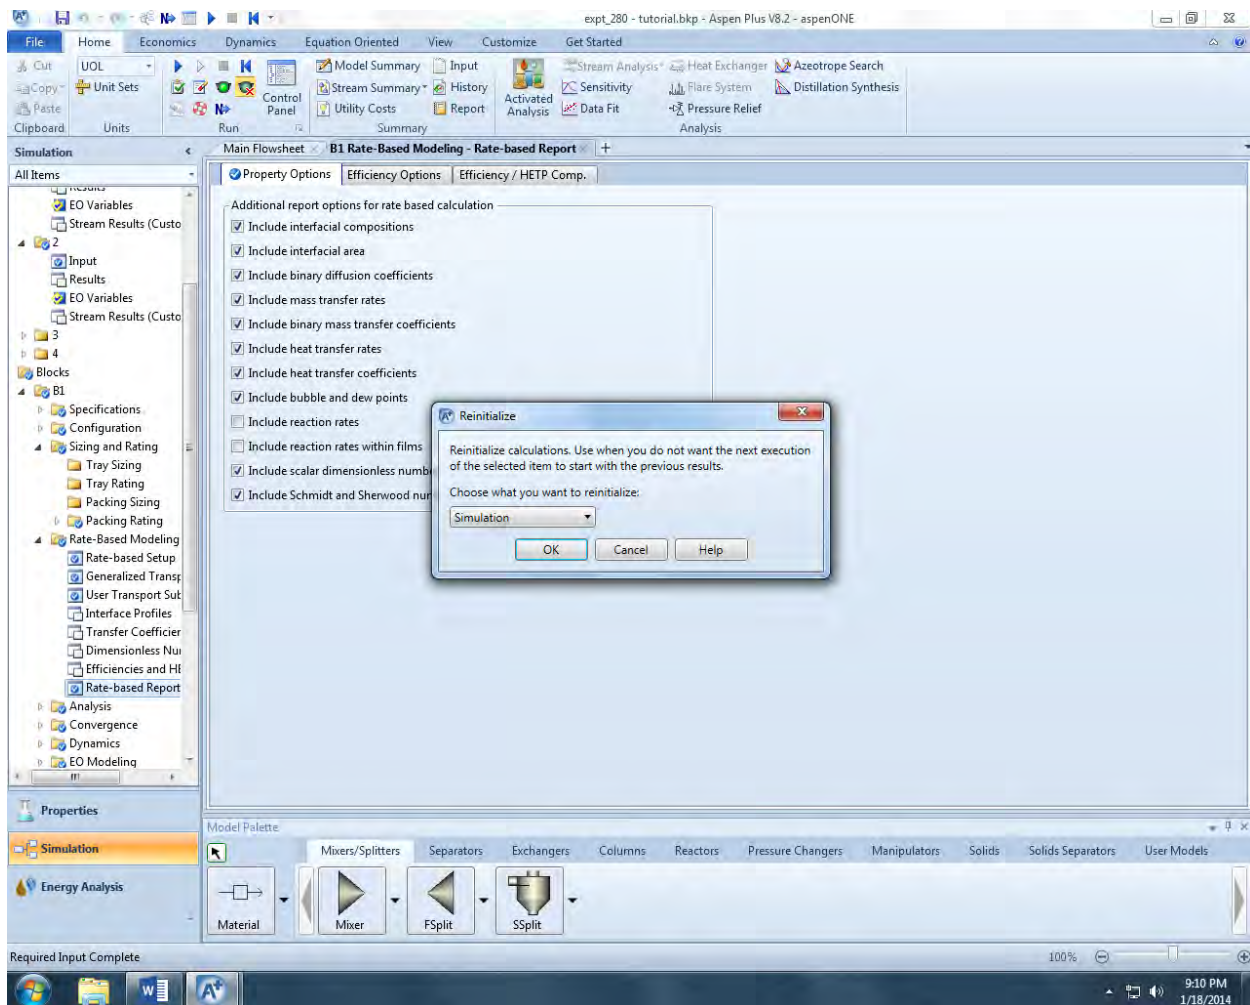 expt_280 - tutorial.bkp - Aspen Plus V8.2 - aspenONE
File Home Economics Dynamics Equation Oriented View Customize Get Started
Cut
Copy
Paste
Clipboard
UOL
Unit Sets
Units
Control Panel
Run
Model Summary
Stream Summary
Utility Costs
Input
History
Report
Summary
Activated Analysis
Stream Analysis
Sensitivity
Data Fit
Heat Exchanger
Flare System
Pressure Relief
Azeotrope Search
Distillation Synthesis
Analysis
Simulation
Main Flowsheet
B1 Rate-Based Modeling - Rate-based Report
+
All Items
Results
EO Variables
Stream Results (Custo
2
Input
Results
EO Variables
Stream Results (Custo
3
4
Blocks
B1
Specifications
Configuration
Sizing and Rating
Tray Sizing
Tray Rating
Packing Sizing
Packing Rating
Rate-Based Modeling
Rate-based Setup
Generalized Transp
User Transport Sub
Interface Profiles
Transfer Coefficier
Dimensionless Nu
Efficiencies and HE
Rate-based Report
Analysis
Convergence
Dynamics
EO Modeling
Properties
Simulation
Energy Analysis
Property Options Efficiency Options Efficiency / HETP Comp.
Additional report options for rate based calculation
Include interfacial compositions
Include interfacial area
Include binary diffusion coefficients
Include mass transfer rates
Include binary mass transfer coefficients
Include heat transfer rates
Include heat transfer coefficients
Include bubble and dew points
Include reaction rates
Include reaction rates within films
Include scalar dimensionless numb
Include Schmidt and Sherwood nur
Reinitialize
Reinitialize calculations. Use when you do not want the next execution
of the selected item to start with the previous results.
Choose what you want to reinitialize:
Simulation
OK Cancel Help
Model Palette
Mixers/Splitters Separators Exchangers Columns Reactors Pressure Changers Manipulators Solids Solids Separators User Models
Material Mixer FSplit SSplit
Required Input Complete
100%
9:10 PM
1/18/2014